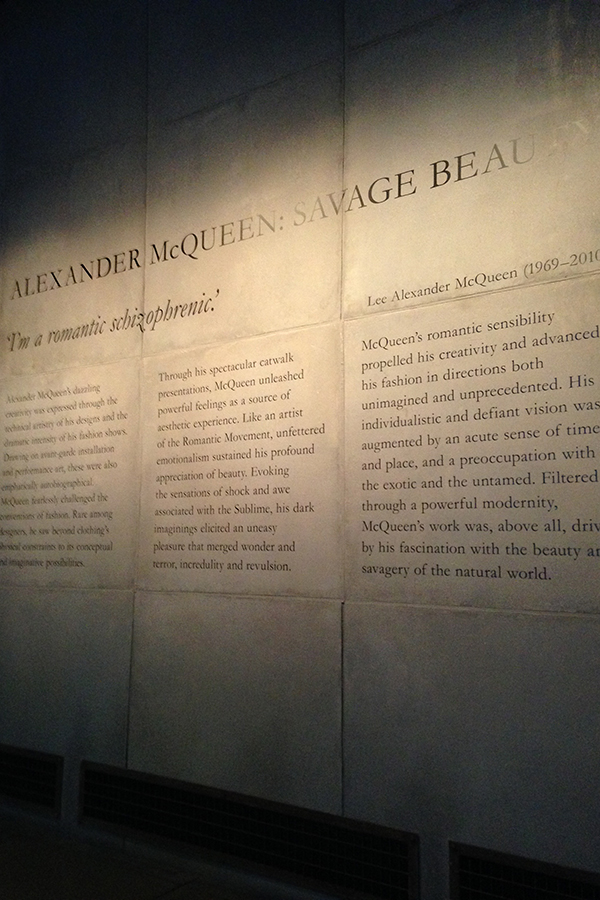 ALEXANDER McQUEEN: SAVAGE BEAU
'I'm a romantic schizophrenic.'
Alexander McQueen's dazzling
creativity was expressed through the
technical artistry of his designs and the
dramatic intensity of his fashion shows.
Drawing on avant-garde installation
and performance art, these were also
emphatically autobiographical.
McQueen fearlessly challenged the
conventions of fashion. Rare among
designers, he saw beyond clothing's
physical constraints to its conceptual
and imaginative possibilities.
Through his spectacular catwalk
presentations, McQueen unleashed
powerful feelings as a source of
aesthetic experience. Like an artist
of the Romantic Movement, unfettered
emotionalism sustained his profound
appreciation of beauty. Evoking
the sensations of shock and awe
associated with the Sublime, his dark
imaginings elicited an uneasy
pleasure that merged wonder and
terror, incredulity and revulsion.
Lee Alexander McQueen (1969–2010
McQueen's romantic sensibility
propelled his creativity and advanced
his fashion in directions both
unimagined and unprecedented. His
individualistic and defiant vision was
augmented by an acute sense of time
and place, and a preoccupation with
the exotic and the untamed. Filtered
through a powerful modernity,
McQueen's work was, above all, driv
by his fascination with the beauty an
savagery of the natural world.